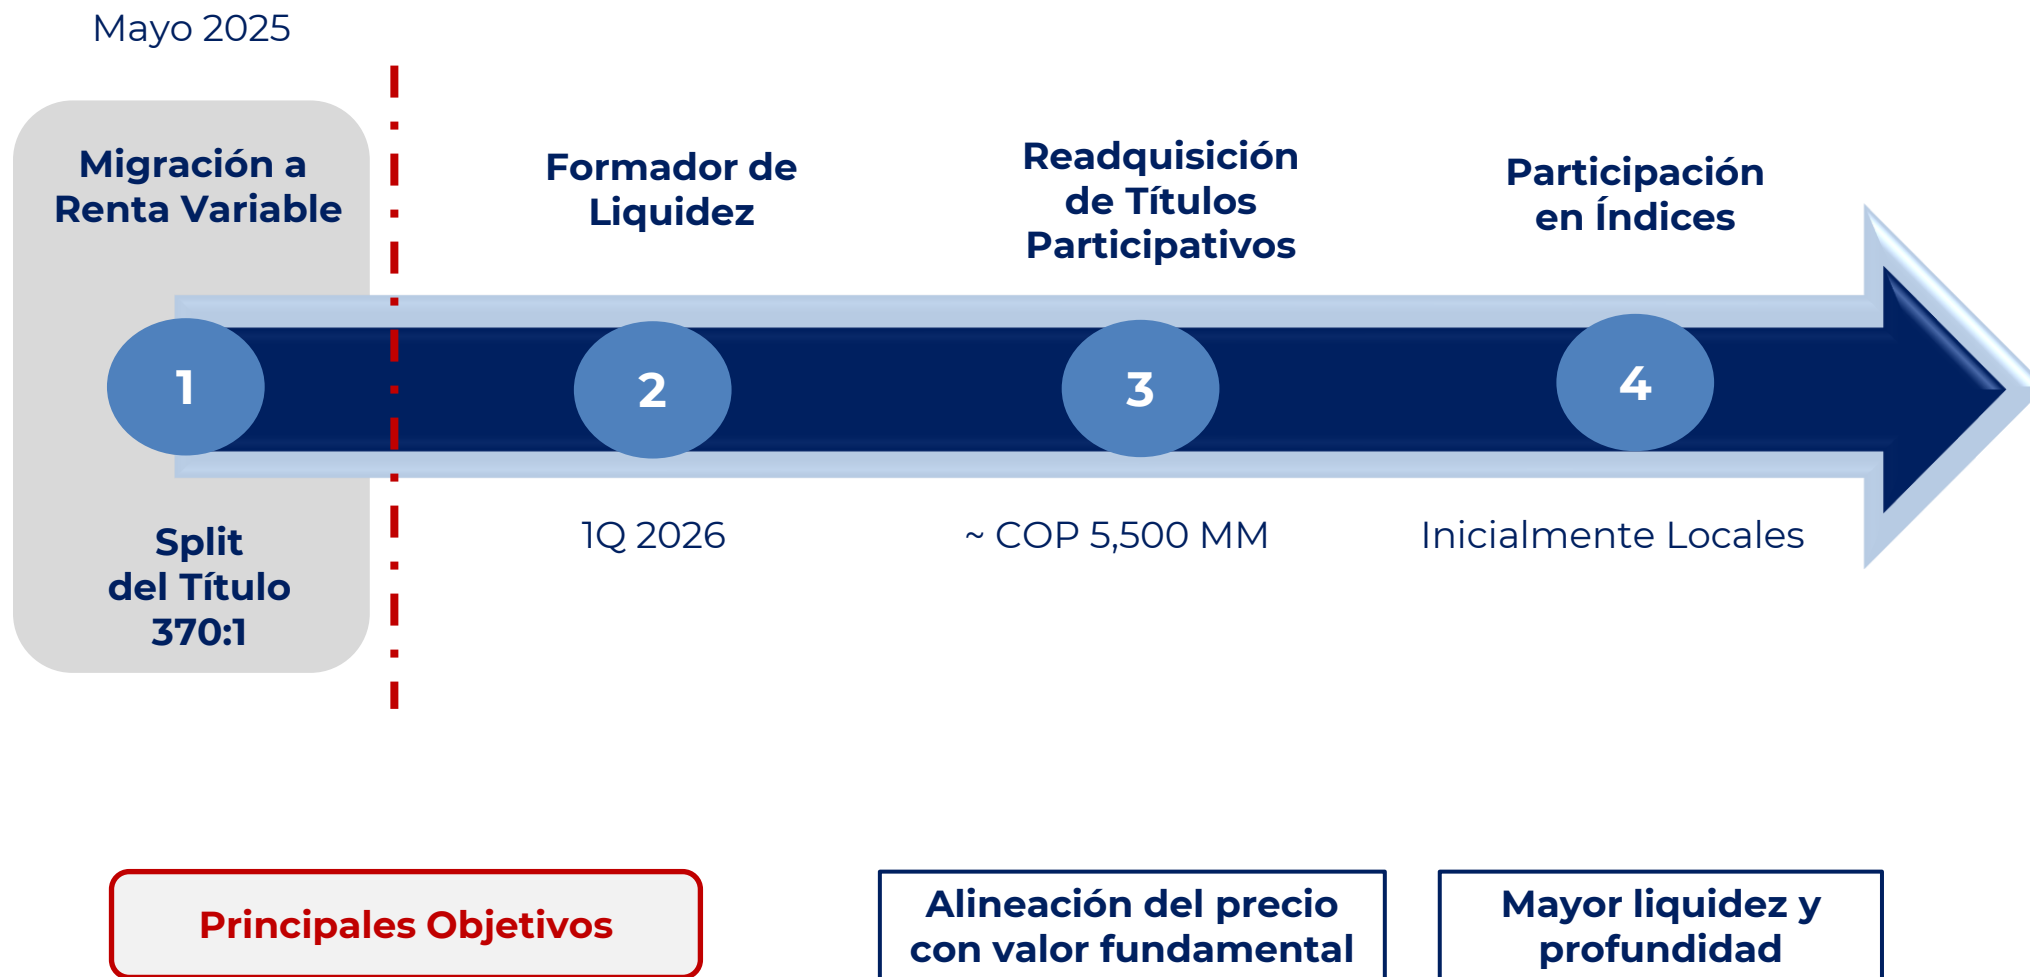 Mayo 2025
Migración a
Renta Variable
1
Split
del Título
370:1
Formador de
Liquidez
2
1Q 2026
Readquisición
de Títulos
Participativos
3
~ COP 5,500 MM
Participación
en Índices
4
Inicialmente Locales
Principales Objetivos
Alineación del precio
con valor fundamental
Mayor liquidez y
profundidad